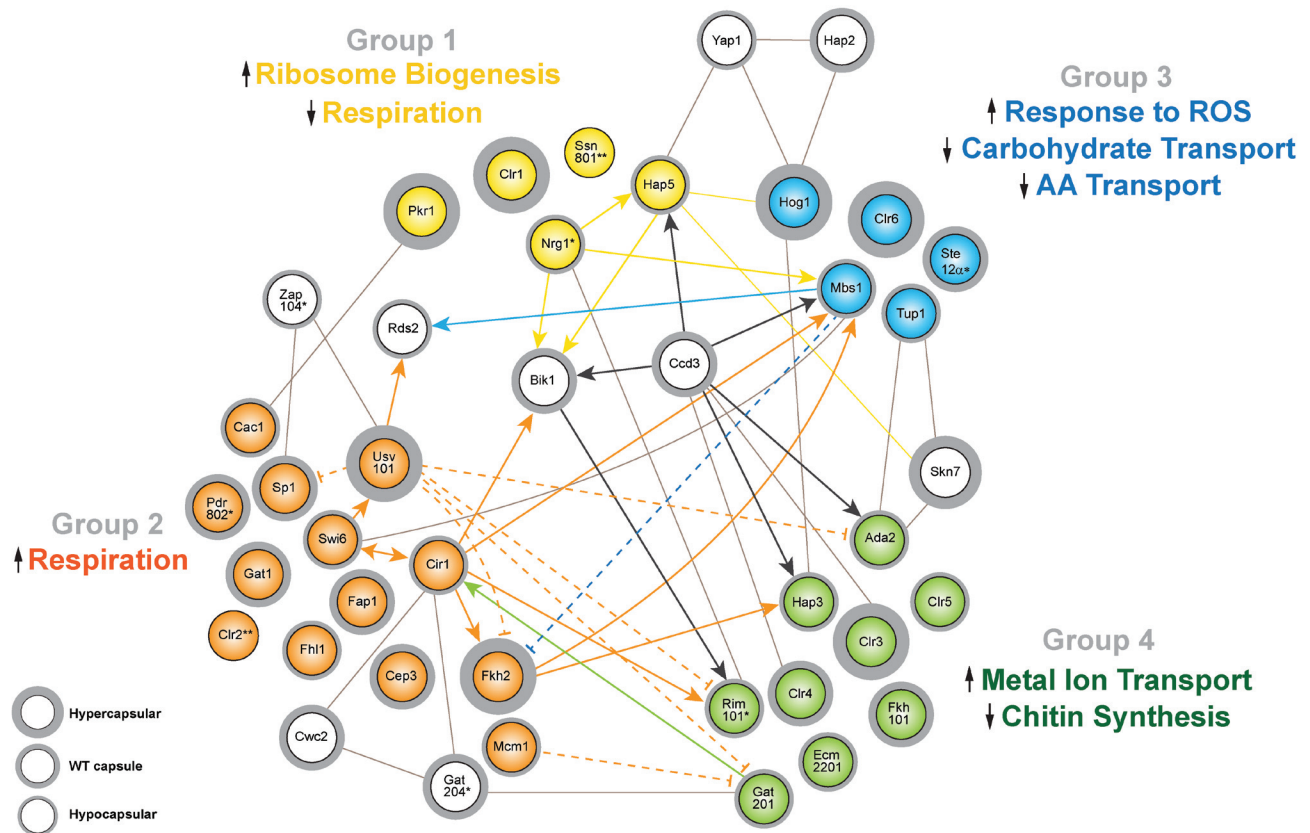 Group 1
Ribosome Biogenesis
Respiration
Yap1
Hap2
Group 3
Response to ROS
Carbohydrate Transport
AA Transport
Ssn
801**
Clr1
Hap5
Hog1
Pkr1
Clr6
Nrg1*
Ste
12α*
Zap
104*
Mbs1
Rds2
Tup1
Ccd3
Bik1
Cac1
Usv
101
Skn7
Sp1
Pdr
802*
Group 2
Respiration
Swi6
Ada2
Cir1
Gat1
Fap1
Hap3
Clr5
Clr2**
Clr3
Group 4
Metal Ion Transport
Chitin Synthesis
Fhl1
Cep3
Fkh2
Clr4
Rim
101*
Fkh
101
Hypercapsular
Cwc2
Mcm1
Ecm
2201
WT capsule
Gat
204*
Gat
201
Hypocapsular